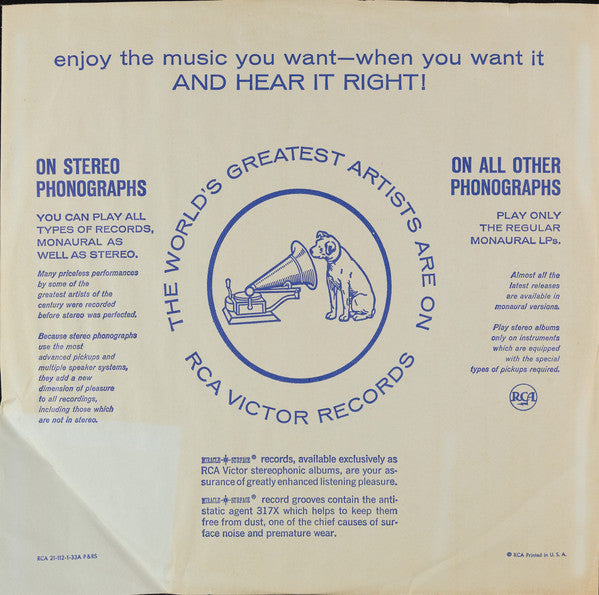 enjoy the music you want—when you want it
AND HEAR IT RIGHT!
ON STEREO
PHONOGRAPHS
YOU CAN PLAY ALL
TYPES OF RECORDS,
MONAURAL AS
WELL AS STEREO.
Many priceless performances
by some of the
greatest artists of the
century were recorded
before stereo was perfected.
Because stereo phonographs
use the most
advanced pickups and
multiple speaker systems,
they add a new
dimension of pleasure
to all recordings,
including those which
are not in stereo.
THE WORLD'S GREATEST ARTISTS ARE ON
RCA VICTOR RECORDS
ON ALL OTHER
PHONOGRAPHS
PLAY ONLY
THE REGULAR
MONAURAL LPs.
Almost all the
latest releases
are available in
monaural versions.
Play stereo albums
only on instruments
which are equipped
with the special
types of pickups required.
RCA
MIRACLE SURFACE® records, available exclusively as
RCA Victor stereophonic albums, are your as-
surance of greatly enhanced listening pleasure.
MIRACLE SURFACE® record grooves contain the anti-
static agent 317X which helps to keep them
free from dust, one of the chief causes of sur-
face noise and premature wear.
RCA 21-112-1-33A P&RS
® RCA Printed in U. S. A.